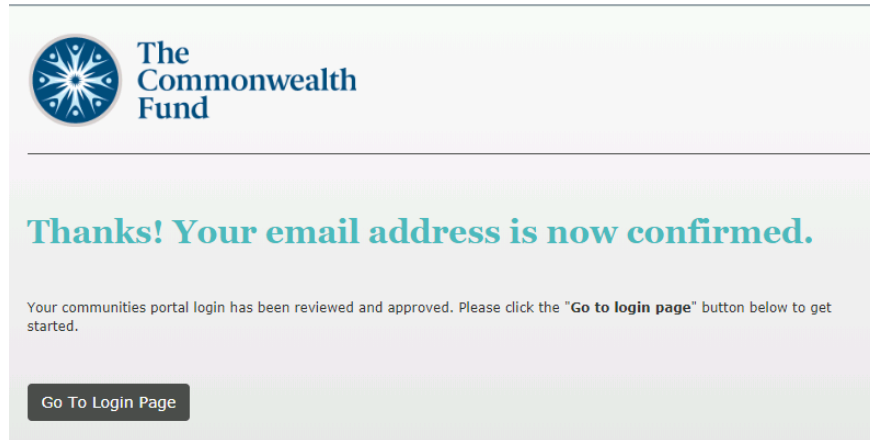 The
Commonwealth
Fund
Thanks! Your email address is now confirmed.
Your communities portal login has been reviewed and approved. Please click the "Go to login page" button below to get
started.
Go To Login Page